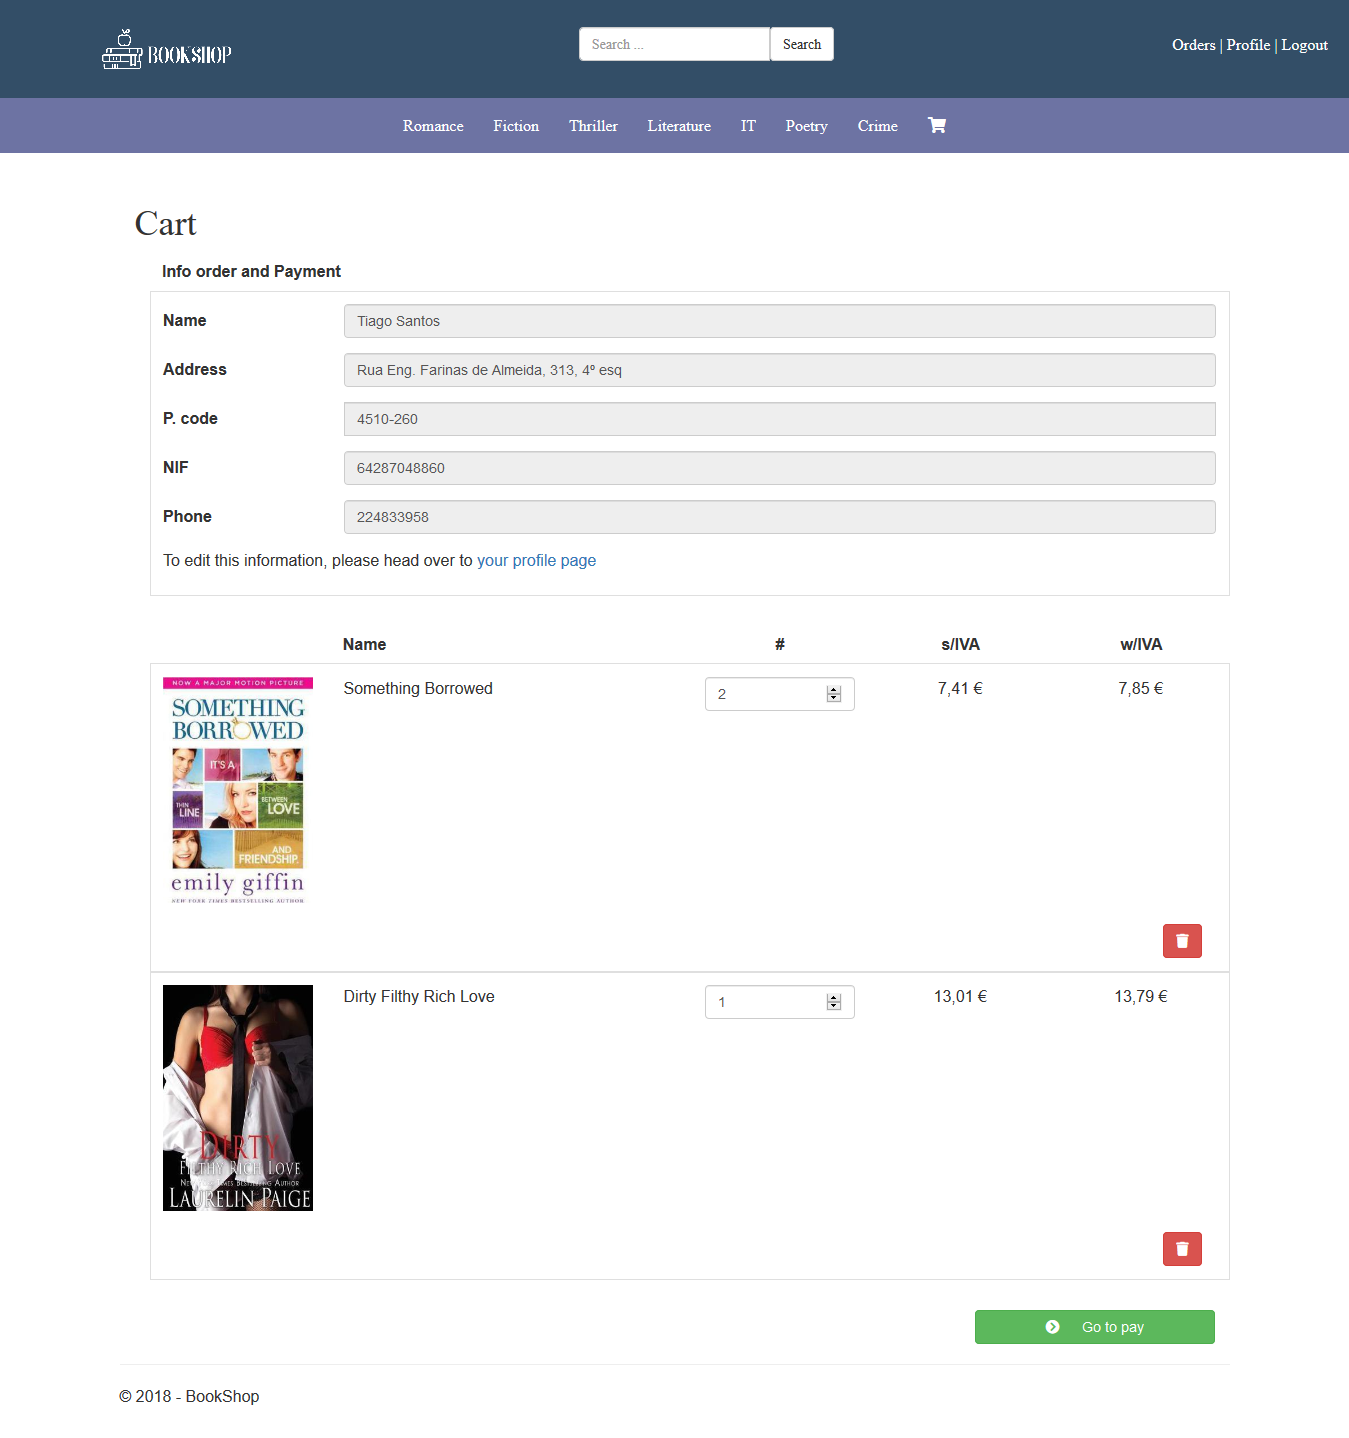 BOOKSHOP
Search ...
Search
Orders | Profile | Logout
Romance Fiction Thriller Literature IT Poetry Crime
Cart
Info order and Payment
Name Tiago Santos
Address Rua Eng. Farinas de Almeida, 313, 4º esq
P. code 4510-260
NIF 64287048860
Phone 224833958
To edit this information, please head over to your profile page
Name # s/IVA w/IVA
Something Borrowed 2 7,41 € 7,85 €
NOW A MAJOR MOTION PICTURE
SOMETHING
BORROWED
IT'S A
THIN
LINE
BETWEEN
LOVE
AND
FRIENDSHIP.
emily giffin
NEW YORK TIMES BESTSELLING AUTHOR
Dirty Filthy Rich Love 1 13,01 € 13,79 €
DIRTY
FILTHY RICH LOVE
NEW YORK TIMES BESTSELLING AUTHOR
LAURELIN PAIGE
Go to pay
© 2018 - BookShop